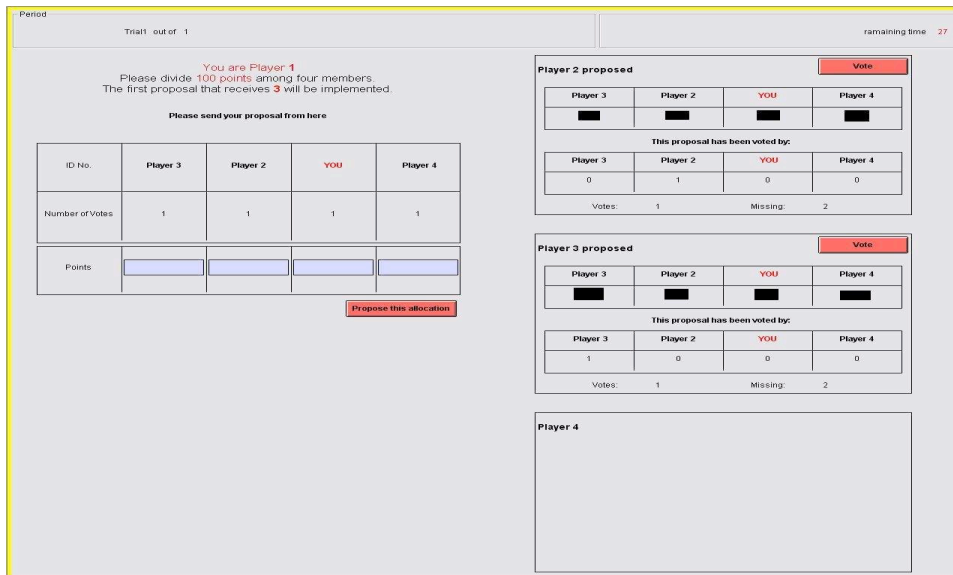 Period
Trial1 out of 1
ramaining time 27
You are Player 1
Please divide 100 points among four members.
The first proposal that receives 3 will be implemented.
Please send your proposal from here
ID No. Player 3 Player 2 YOU Player 4
Number of Votes 1 1 1 1
Points
Propose this allocation
Player 2 proposed
Vote
Player 3 Player 2 YOU Player 4
This proposal has been voted by:
Player 3 Player 2 YOU Player 4
0 1 0 0
Votes: 1 Missing: 2
Player 3 proposed
Vote
Player 3 Player 2 YOU Player 4
This proposal has been voted by:
Player 3 Player 2 YOU Player 4
1 0 0 0
Votes: 1 Missing: 2
Player 4